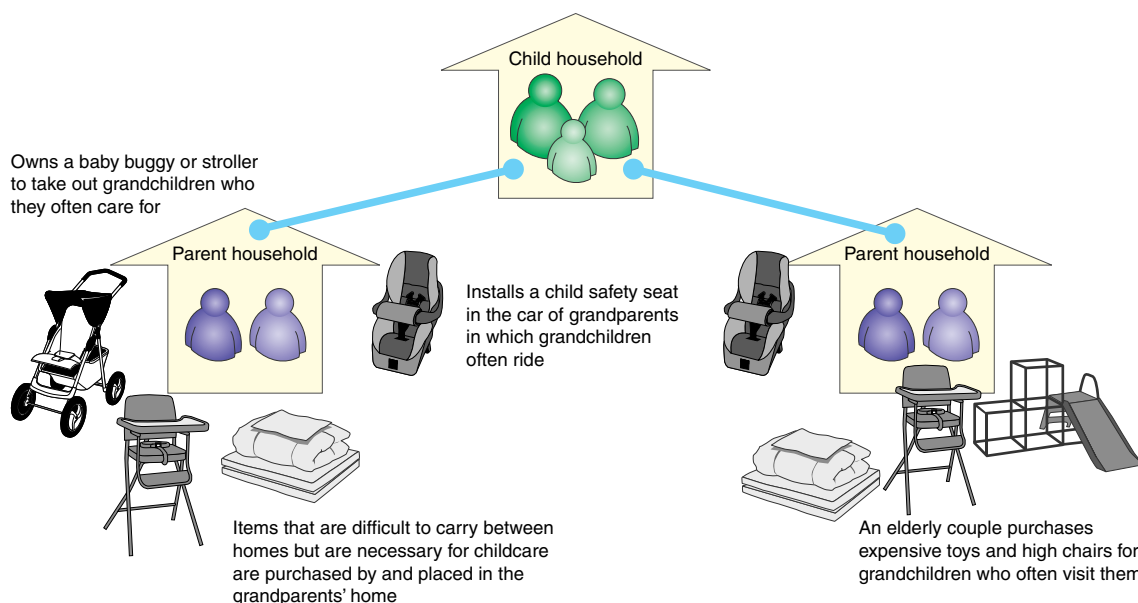 Child household
Owns a baby buggy or stroller
to take out grandchildren who
they often care for
Parent household
Installs a child safety seat
in the car of grandparents
in which grandchildren
often ride
Parent household
Items that are difficult to carry between
homes but are necessary for childcare
are purchased by and placed in the
grandparents’ home
An elderly couple purchases
expensive toys and high chairs for
grandchildren who often visit them